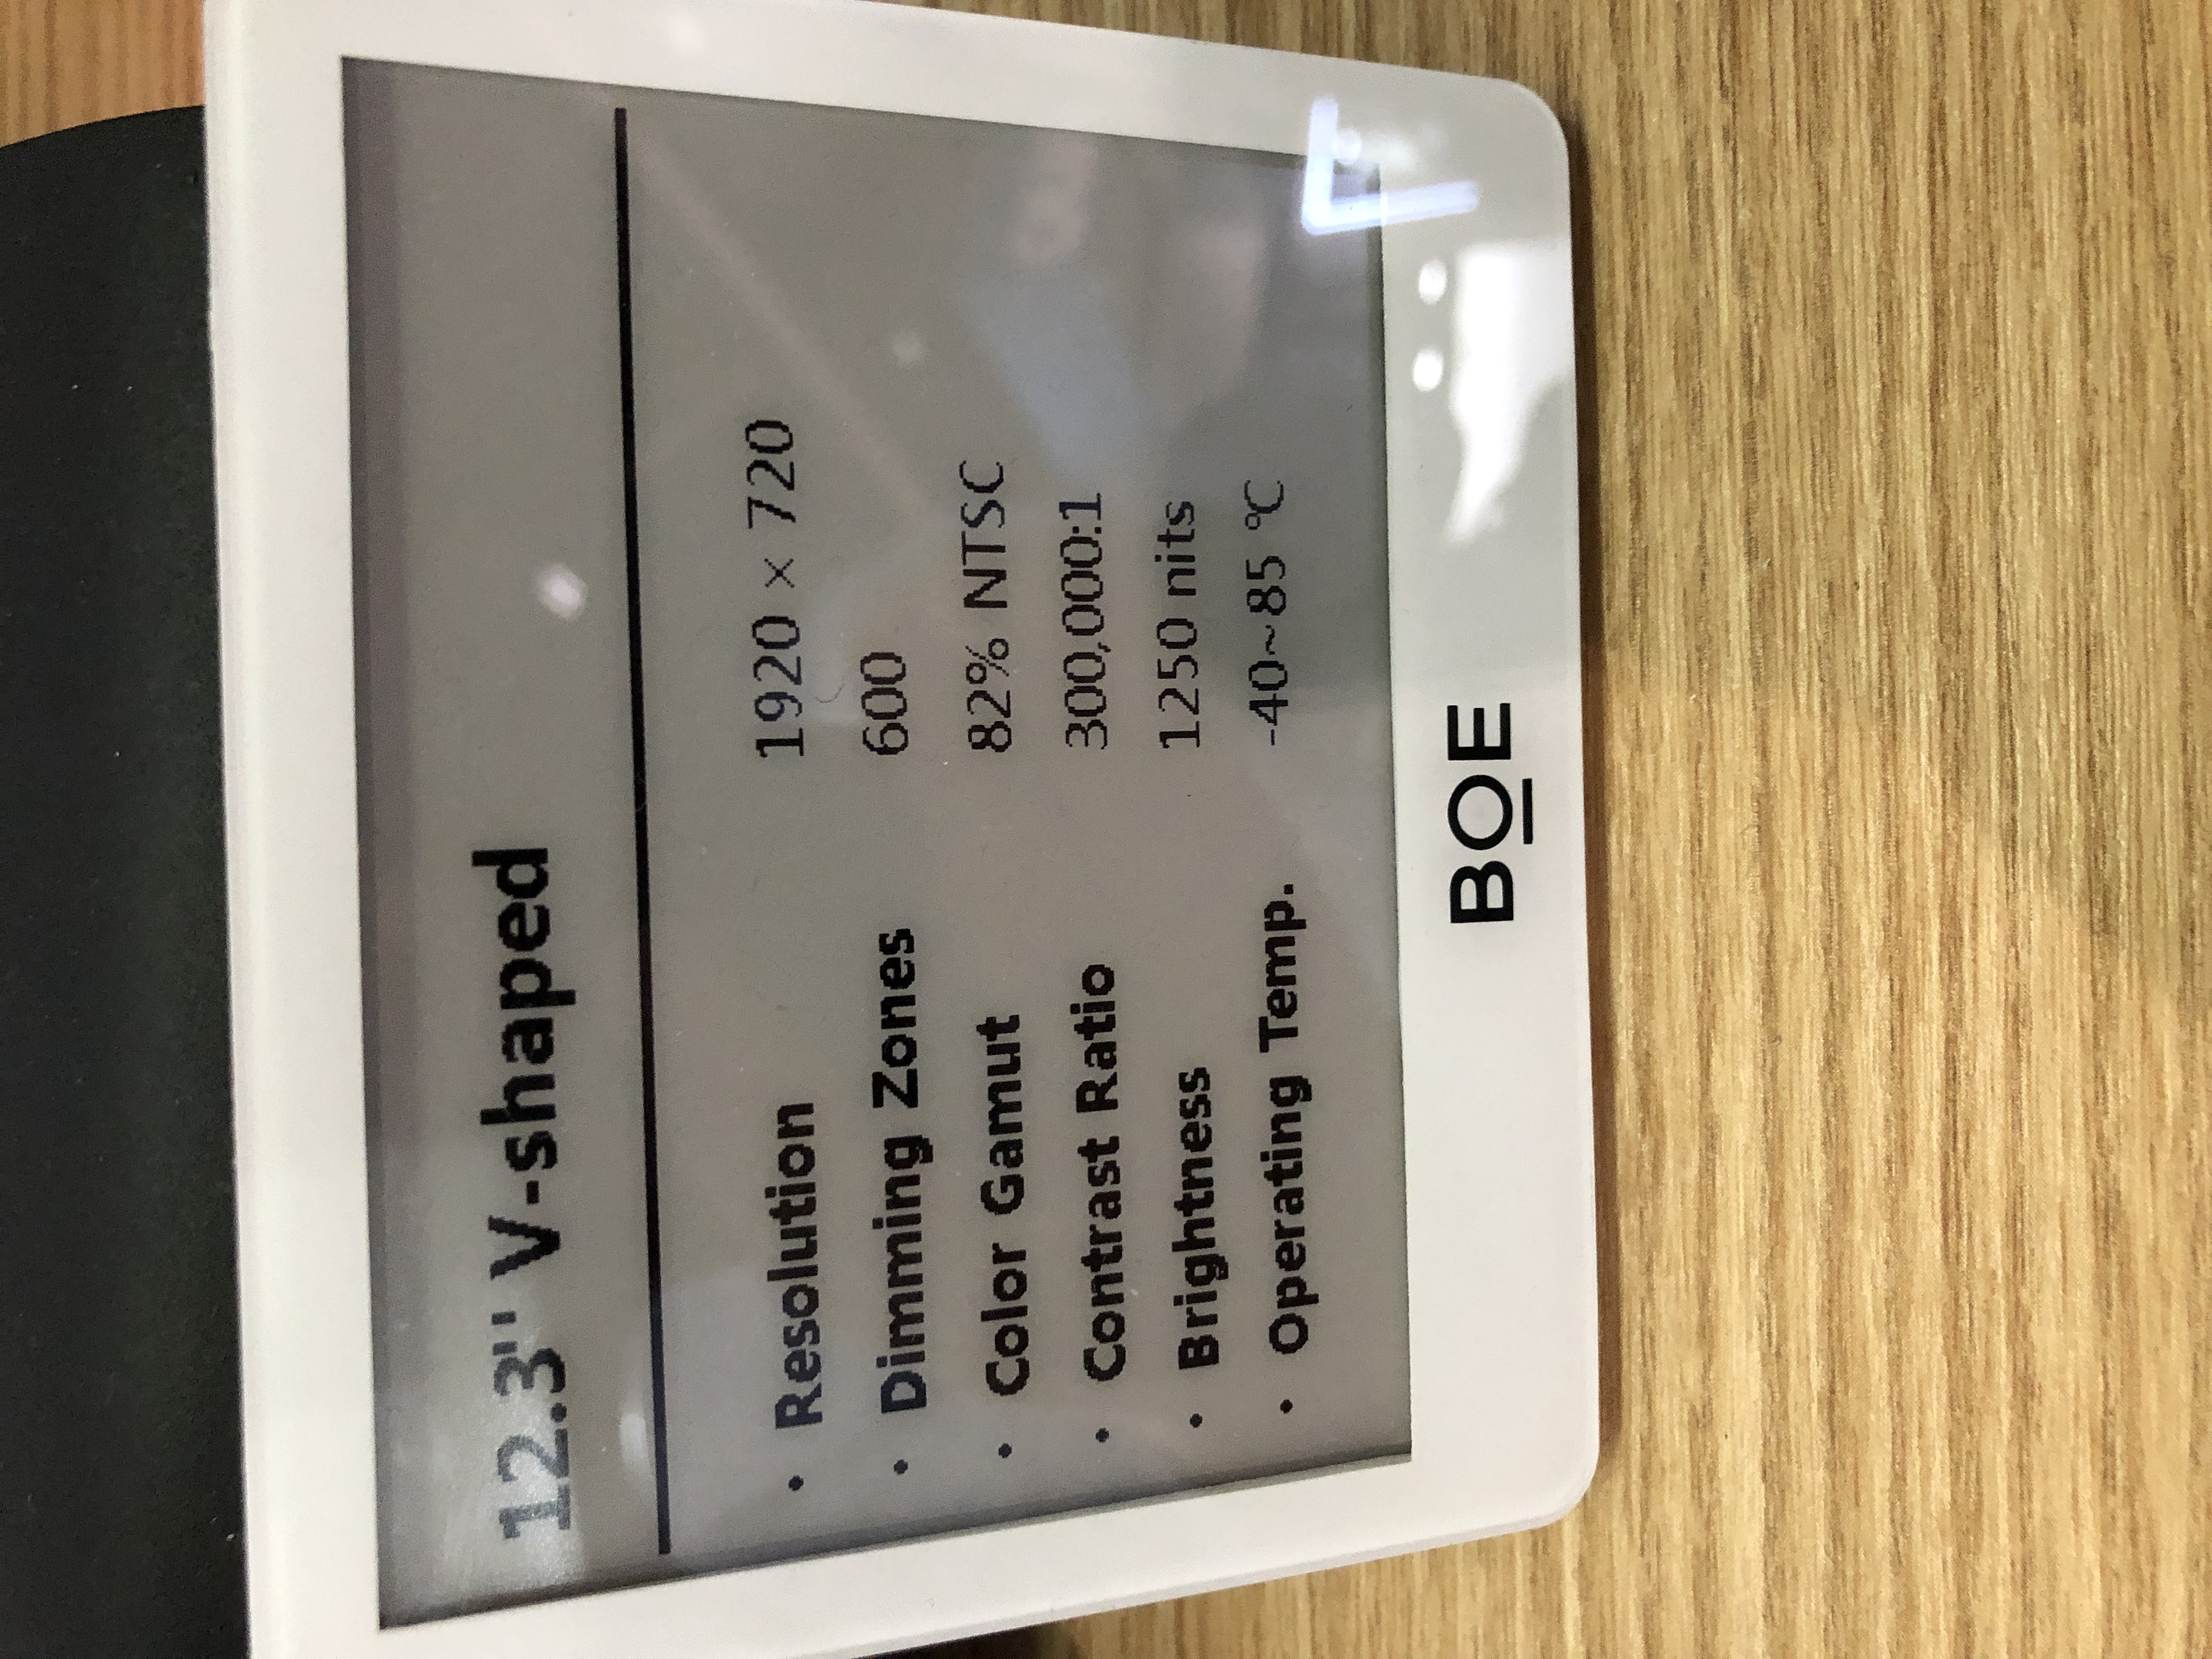 12.3'' V-shaped
• Resolution 1920 × 720
• Dimming Zones 600
• Color Gamut 82% NTSC
• Contrast Ratio 300,000:1
• Brightness 1250 nits
• Operating Temp. -40~85 ℃
BOE